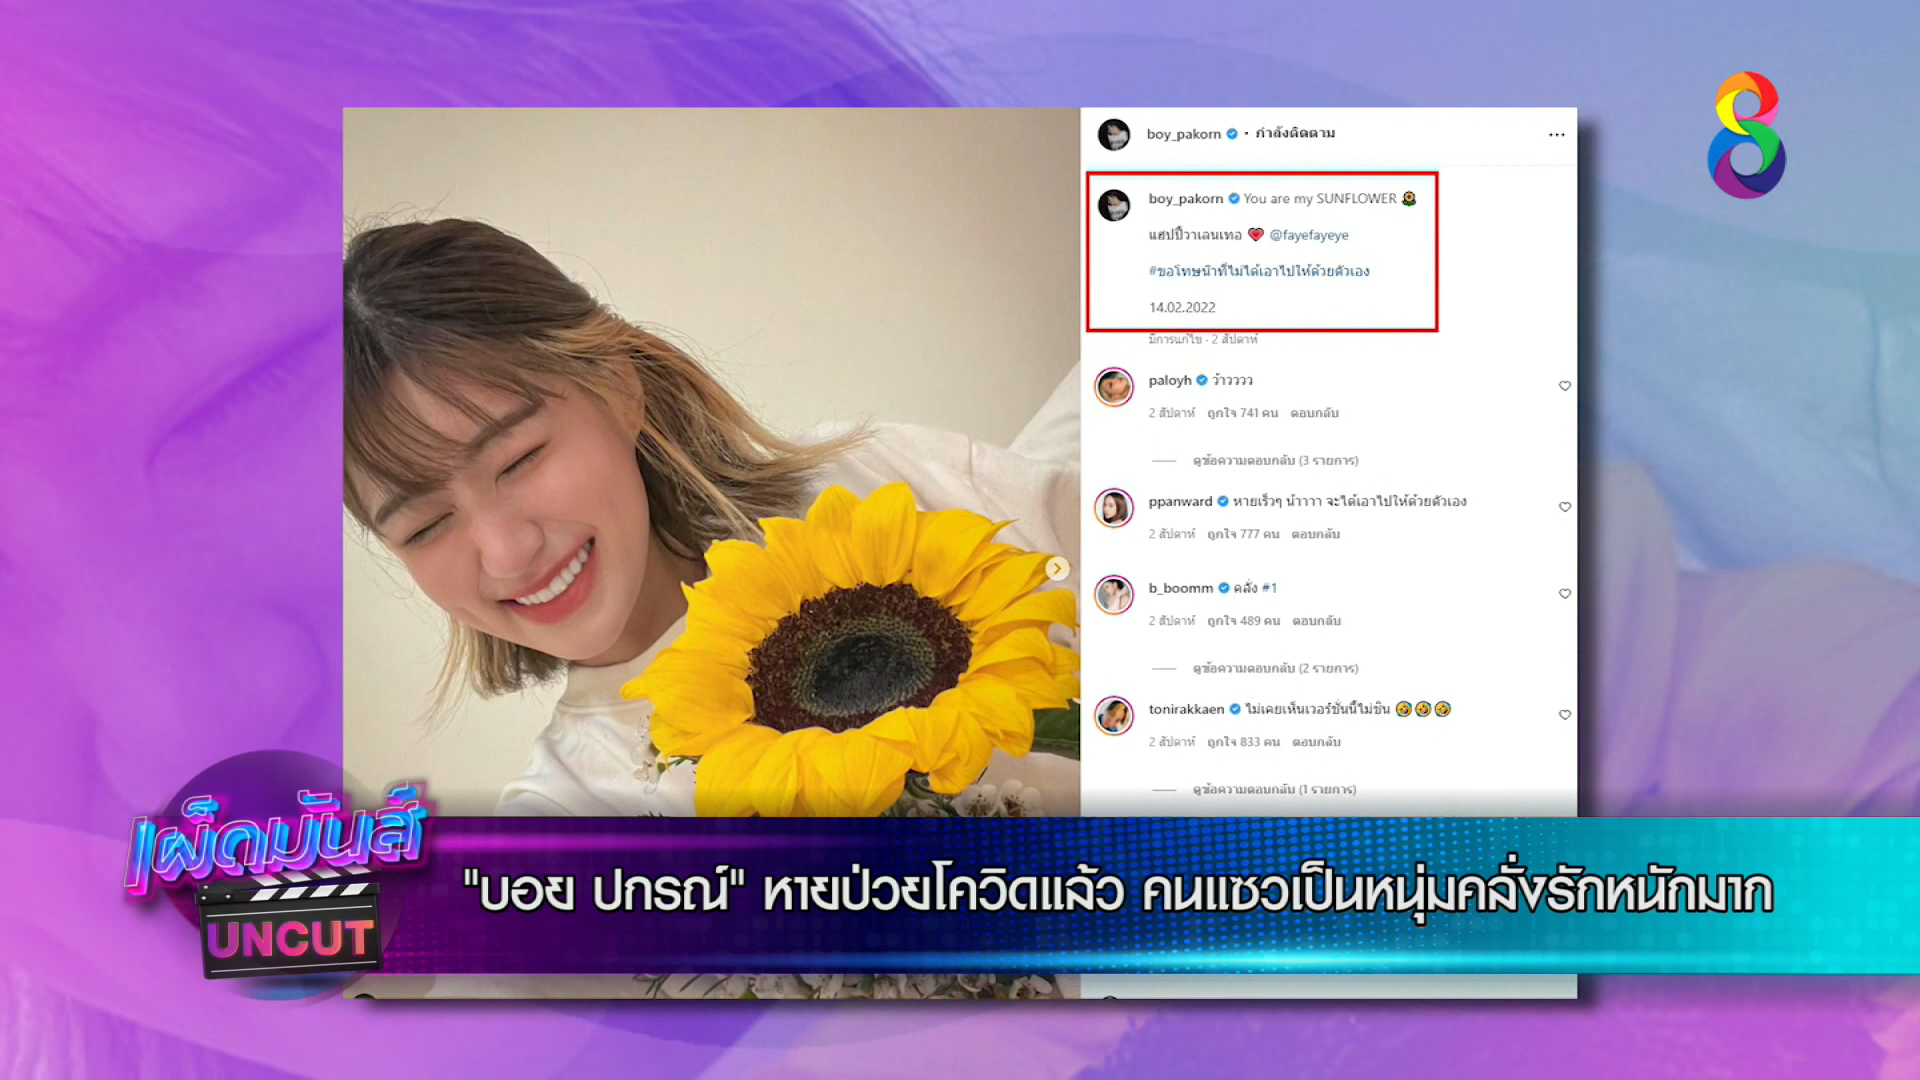 8
boy_pakorn • กำลังติดตาม
boy_pakorn You are my SUNFLOWER 🌻
แฮปปี้วาเลนเทอ 💗 @fayefayeye
#ขอโทษน๊าที่ไม่ได้เอาไปให้ด้วยตัวเอง
14.02.2022
มีการแก้ไข · 2 สัปดาห์
paloyh ว้าวววว
2 สัปดาห์ ถูกใจ 741 คน ตอบกลับ
ดูข้อความตอบกลับ (3 รายการ)
ppanward หายเร็วๆ น้าาาา จะได้เอาไปให้ด้วยตัวเอง
2 สัปดาห์ ถูกใจ 777 คน ตอบกลับ
b_boomm คลั่ง #1
2 สัปดาห์ ถูกใจ 489 คน ตอบกลับ
ดูข้อความตอบกลับ (2 รายการ)
tonirakkaen ไม่เคยเห็นเวอร์ชั่นนี้ไม่ชิน 🤣🤣🤣
2 สัปดาห์ ถูกใจ 833 คน ตอบกลับ
ดูข้อความตอบกลับ (1 รายการ)
เผ็ดมันส์
UNCUT
"บอย ปกรณ์" หายป่วยโควิดแล้ว คนแซวเป็นหนุ่มคลั่งรักหนักมาก